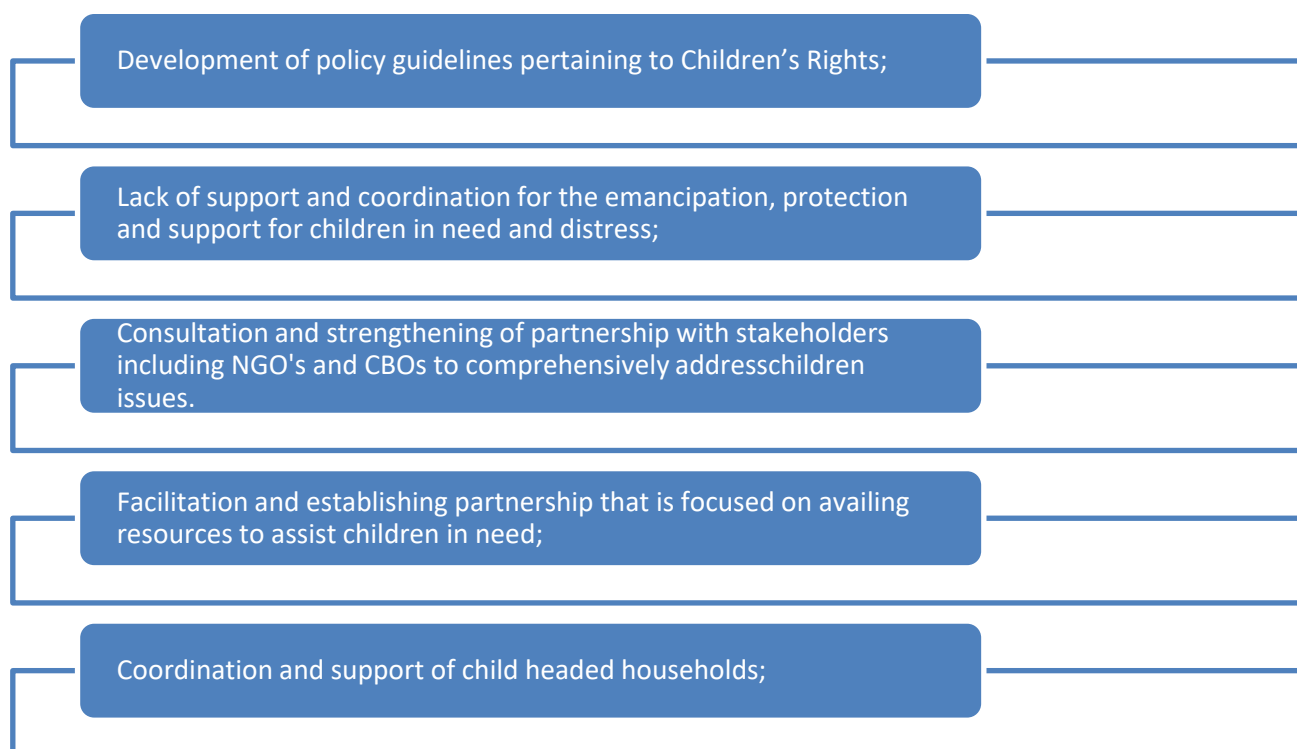 Development of policy guidelines pertaining to Children’s Rights;
Lack of support and coordination for the emancipation, protection
and support for children in need and distress;
Consultation and strengthening of partnership with stakeholders
including NGO's and CBOs to comprehensively addresschildren
issues.
Facilitation and establishing partnership that is focused on availing
resources to assist children in need;
Coordination and support of child headed households;